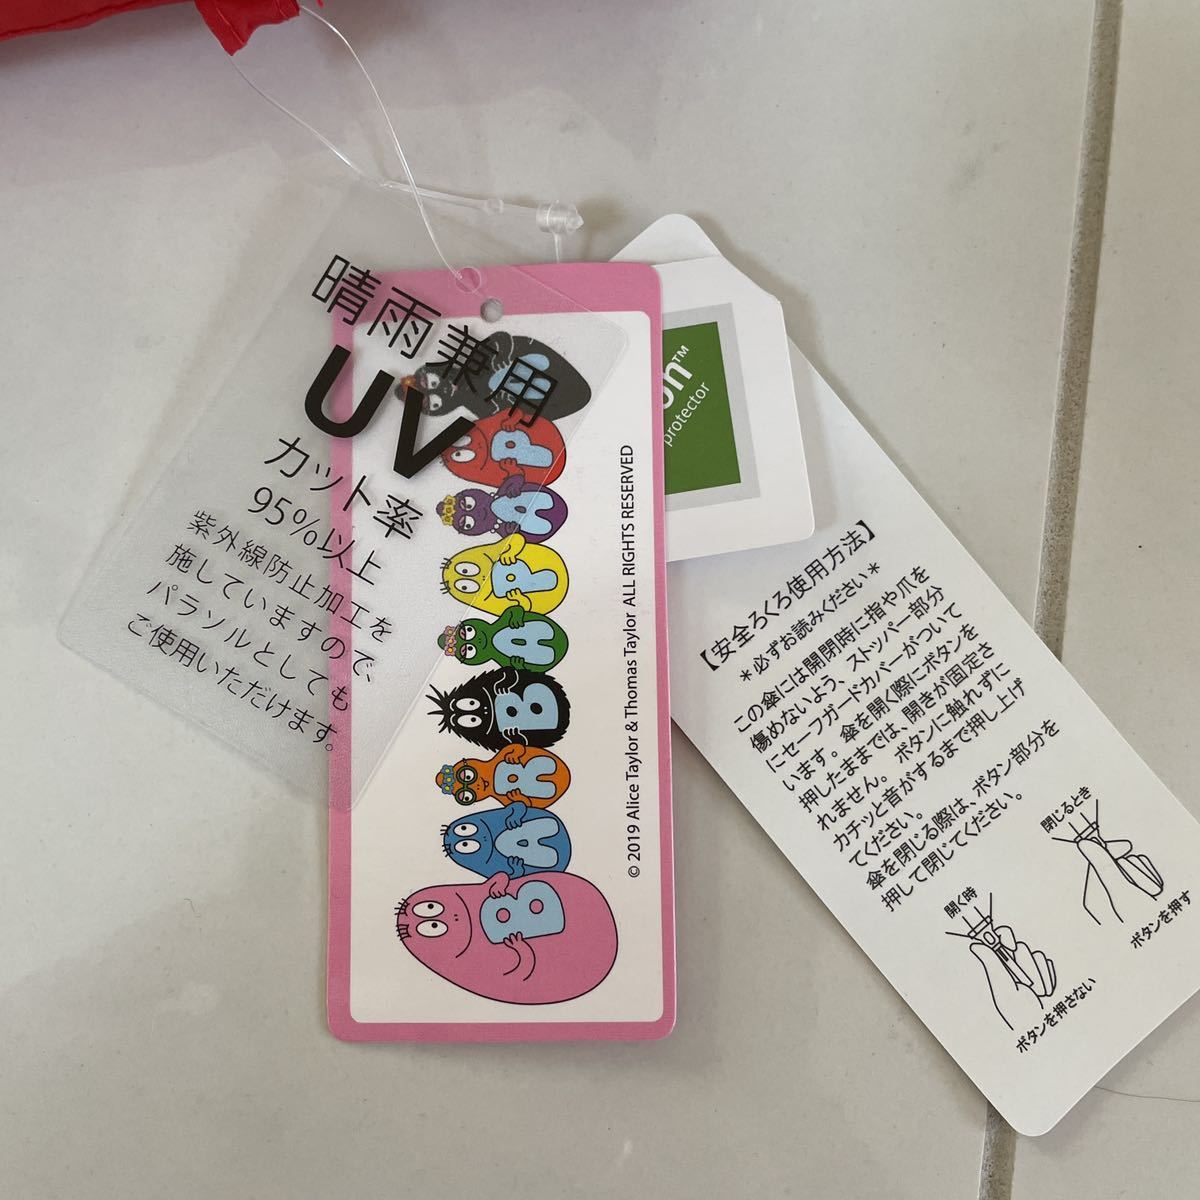 晴雨兼用
UV
カット率
95%以上
紫外線防止加工を
施していますので、
パラソルとしても
ご使用いただけます。
BARBAPAPA
© 2019 Alice Taylor & Thomas Taylor ALL RIGHTS RESERVED
on™
protector
【安全ろくろ使用方法】
*必ずお読みください*
この傘には開閉時に指や爪を
傷めないよう、ストッパー部分
にセーフガードカバーがついて
います。傘を開く際にボタンを
押したままでは、開きが固定さ
れません。ボタンに触れずに
カチッと音がするまで押し上げ
てください。
傘を閉じる際は、ボタン部分を
押して閉じてください。
開く時
ボタンを押さない
閉じるとき
ボタンを押す